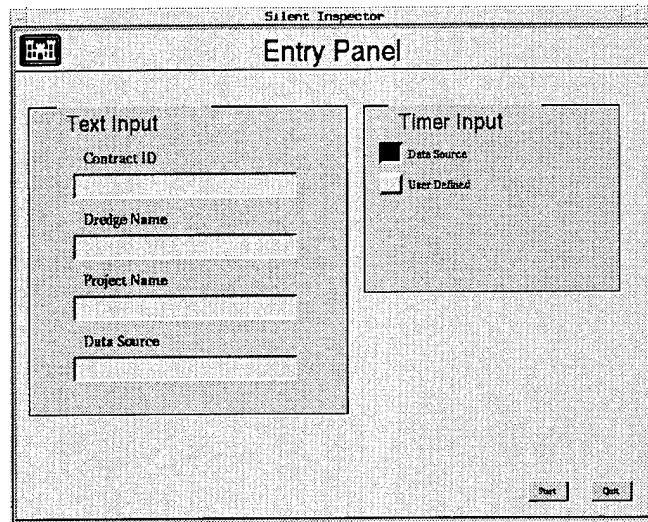 Silent Inspector
Entry Panel
Text Input
Contract ID
Dredge Name
Project Name
Data Source
Timer Input
Data Source
User Defined
Start
Quit